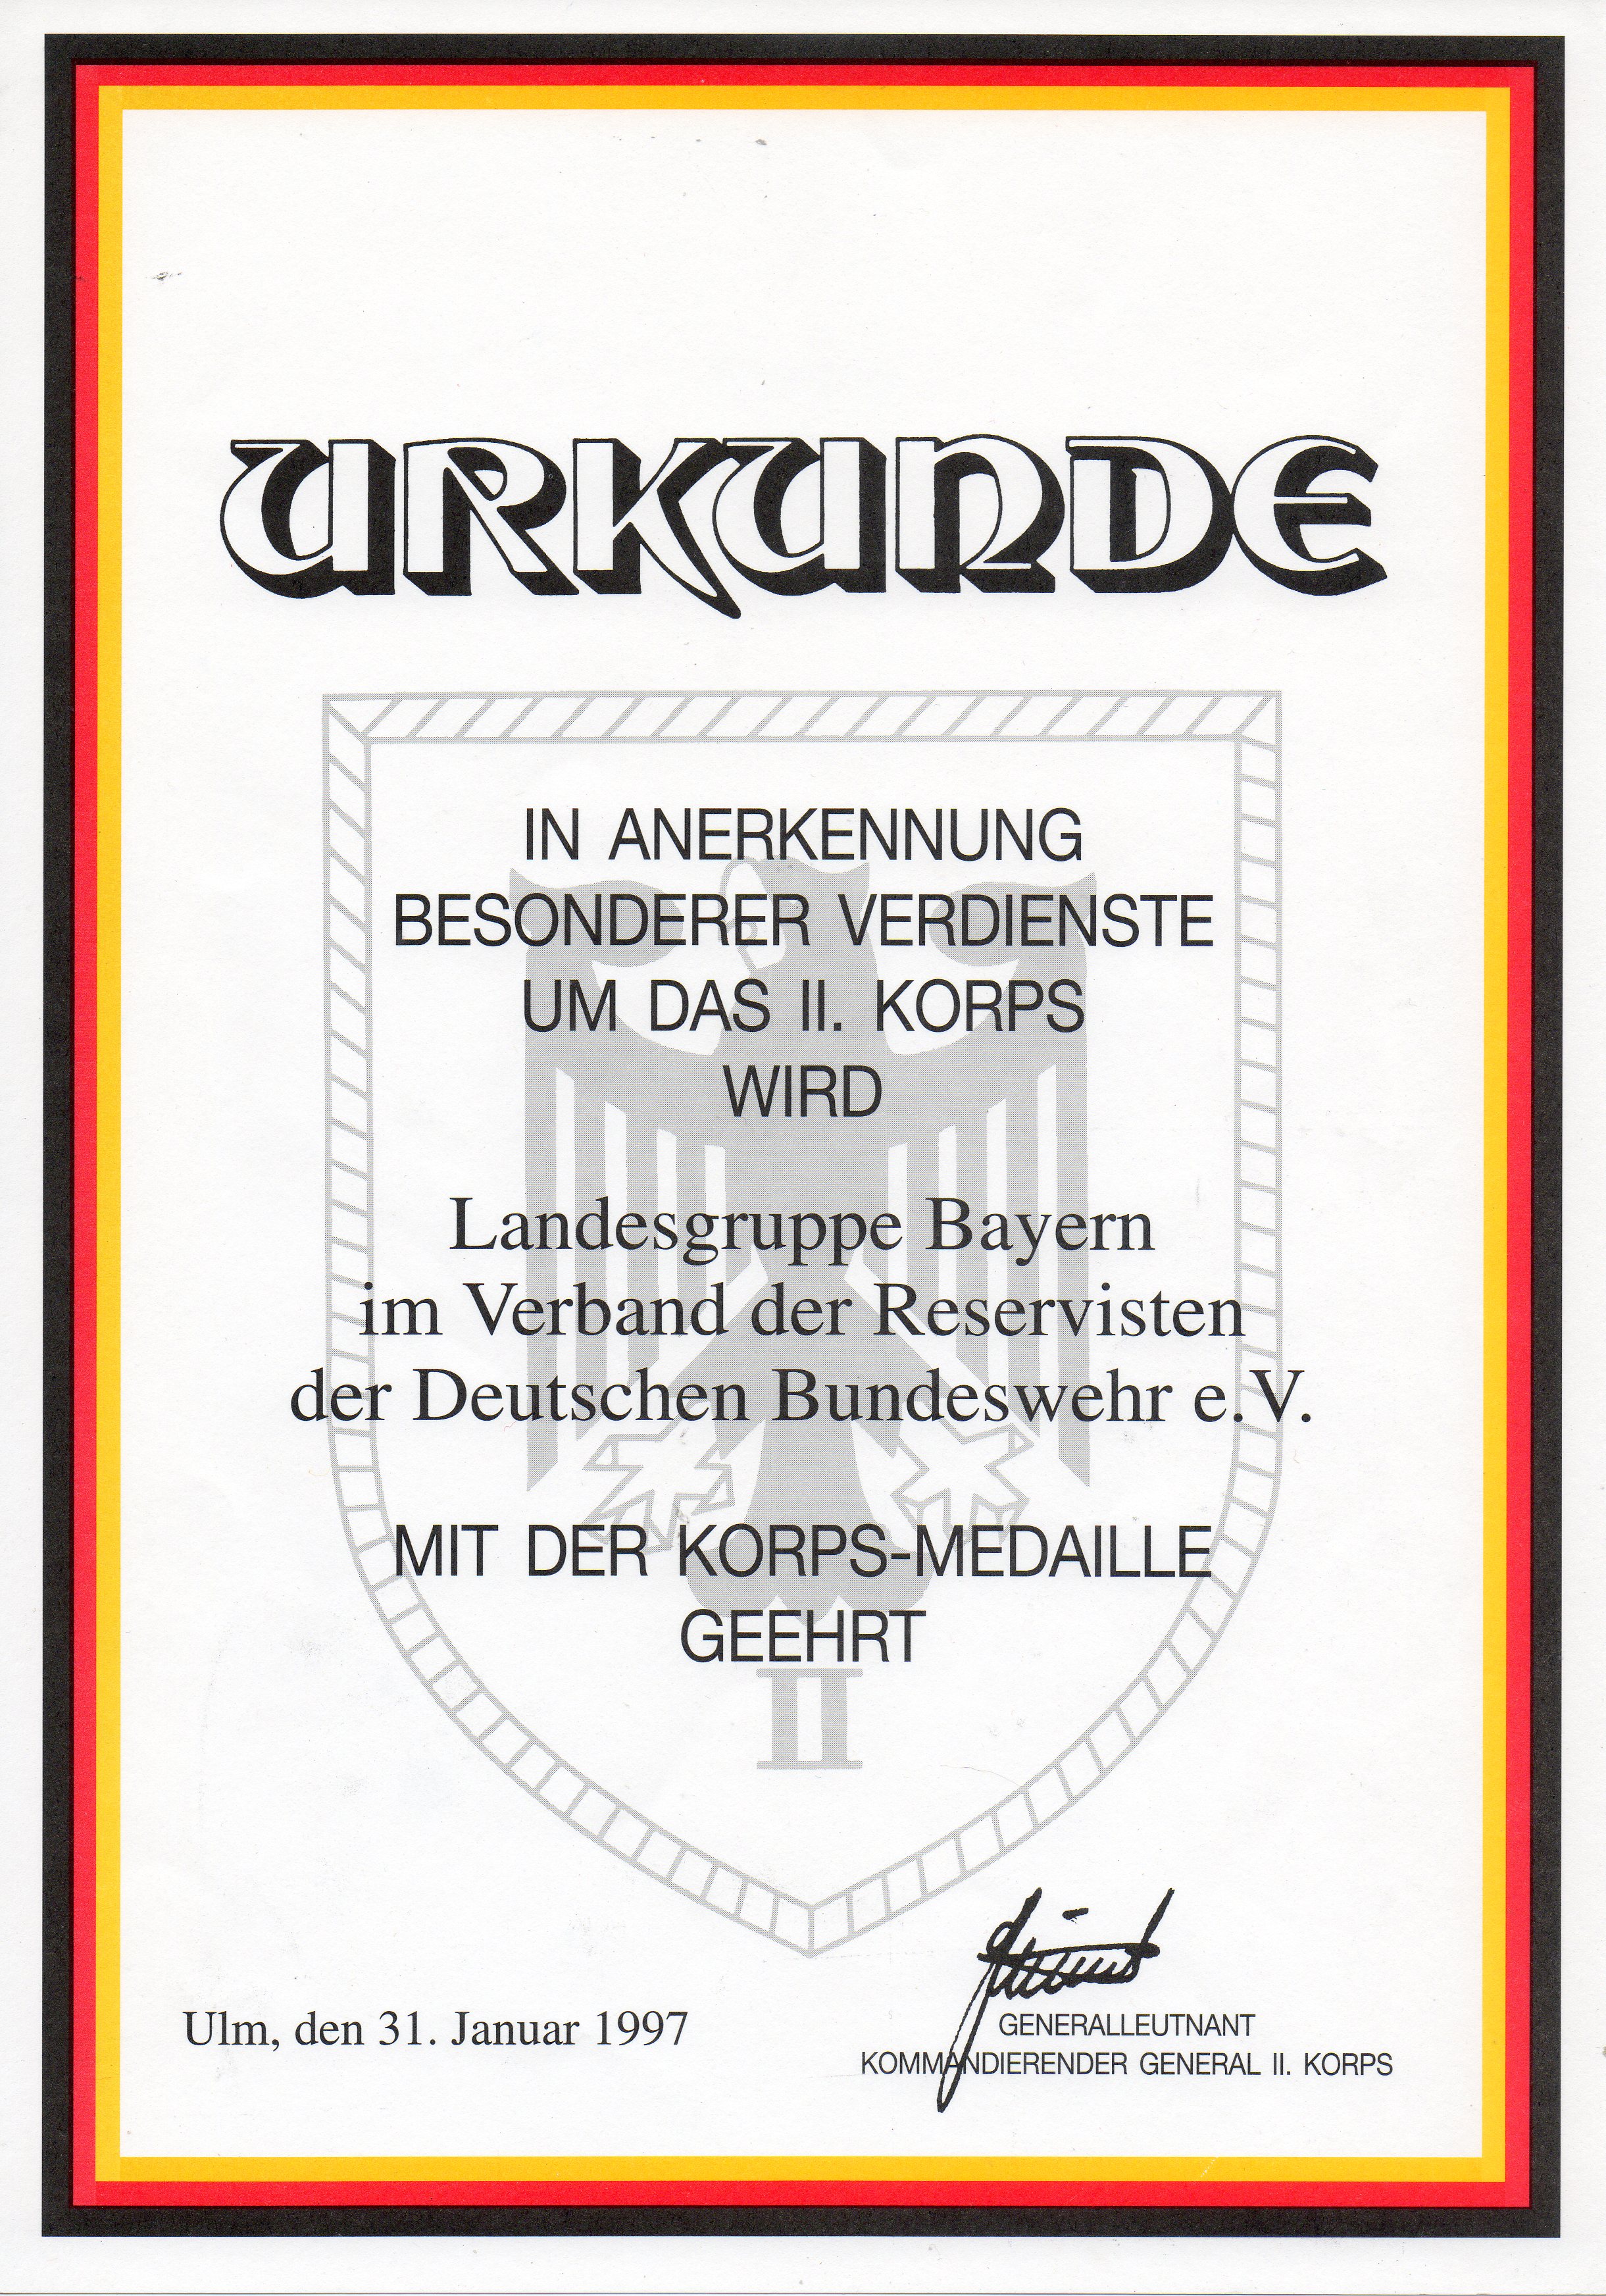 URKUNDE
IN ANERKENNUNG
BESONDERER VERDIENSTE
UM DAS II. KORPS
WIRD
Landesgruppe Bayern
im Verband der Reservisten
der Deutschen Bundeswehr e.V.
MIT DER KORPS-MEDAILLE
GEEHRT
II
Ulm, den 31. Januar 1997
GENERALLEUTNANT
KOMMANDIERENDER GENERAL II. KORPS